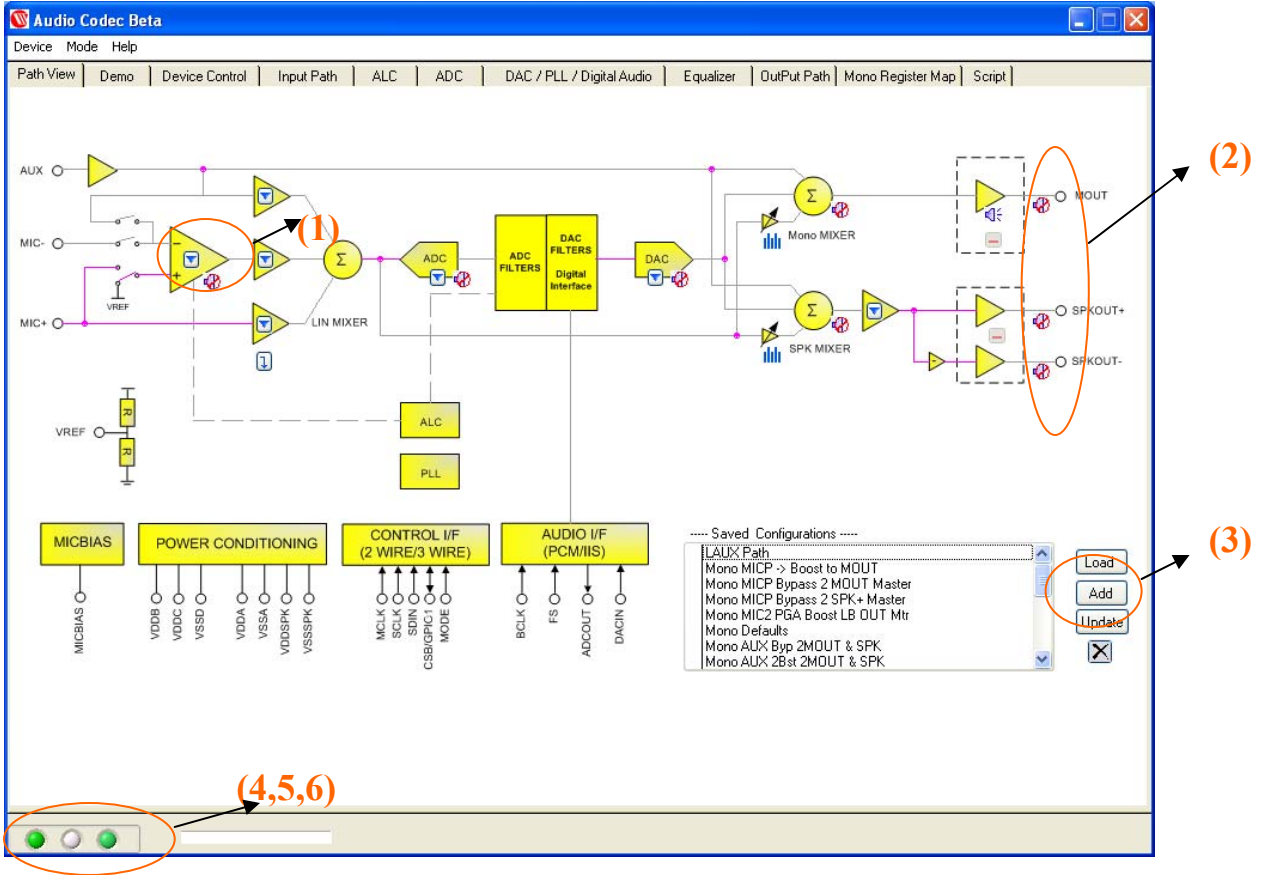 Audio Codec Beta
Device Mode Help
Path View Demo Device Control Input Path ALC ADC DAC / PLL / Digital Audio Equalizer OutPut Path Mono Register Map Script
(2)
AUX
MOUT
(1)
Σ
Mono MIXER
MIC-
ADC FILTERS
DAC FILTERS
Digital Interface
ADC
DAC
Σ
VREF
MIC+
LIN MIXER
Σ
SPK MIXER
SPKOUT+
SPKOUT-
R
VREF
R
ALC
PLL
MICBIAS
POWER CONDITIONING
CONTROL I/F
(2 WIRE/3 WIRE)
AUDIO I/F
(PCM/IIS)
MICBIAS
VDDB
VDDC
VSSD
VDDA
VSSA
VDDSPK
VSSSPK
MCLK
SCLK
SDIN
CSB/GPIC1
MODE
BCLK
FS
ADCOUT
DACIN
---- Saved Configurations -----
LAUX Path
Mono MICP -> Boost to MOUT
Mono MICP Bypass 2 MOUT Master
Mono MICP Bypass 2 SPK+ Master
Mono MIC2 PGA Boost LB OUT Mtr
Mono Defaults
Mono AUX Byp 2MOUT & SPK
Mono AUX 2Bst 2MOUT & SPK
Load
Add
Update
(3)
(4,5,6)